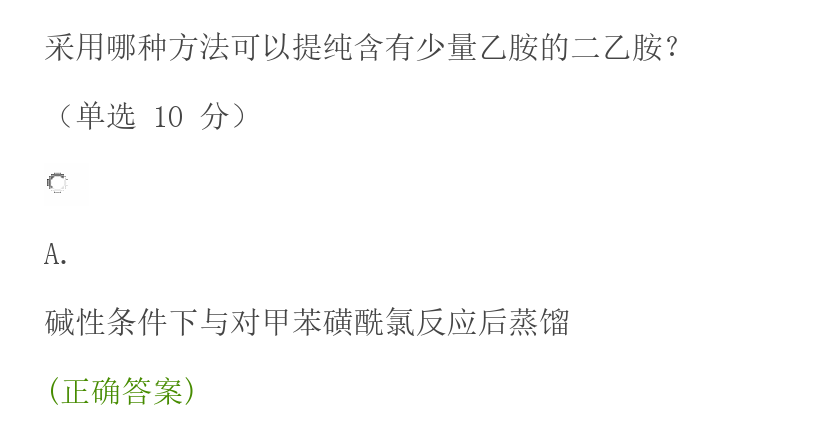 采用哪种方法可以提纯含有少量乙胺的二乙胺？
（单选 10 分）
A.
碱性条件下与对甲苯磺酰氯反应后蒸馏
(正确答案)